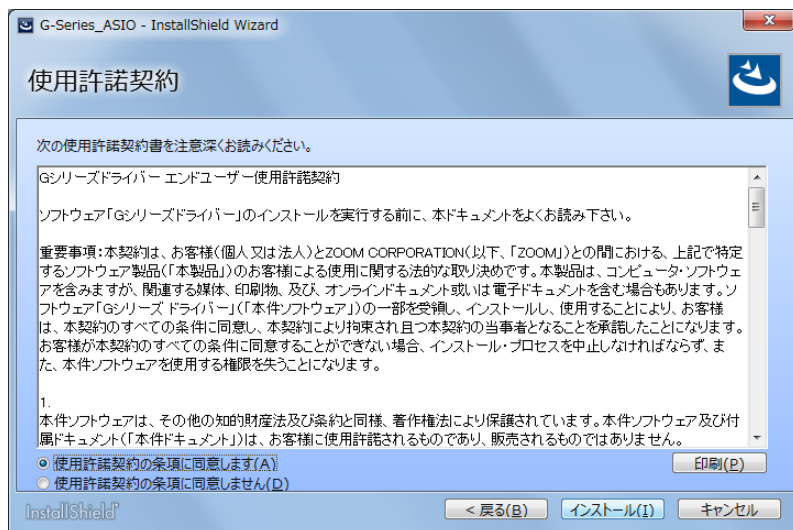 G-Series_ASIO - InstallShield Wizard
使用許諾契約
次の使用許諾契約書を注意深くお読みください。
Gシリーズドライバー エンドユーザー使用許諾契約
ソフトウェア「Gシリーズドライバー」のインストールを実行する前に、本ドキュメントをよくお読み下さい。
重要事項：本契約は、お客様(個人又は法人)とZOOM CORPORATION(以下、「ZOOM」)との間における、上記で特定
するソフトウェア製品(「本製品」)のお客様による使用に関する法的な取り決めです。本製品は、コンピュータ・ソフトウェ
アを含みますが、関連する媒体、印刷物、及び、オンラインドキュメント或いは電子ドキュメントを含む場合もあります。ソ
フトウェア「Gシリーズ ドライバー」(「本件ソフトウェア」)の一部を受領し、インストールし、使用することにより、お客様
は、本契約のすべての条件に同意し、本契約により拘束され且つ本契約の当事者となることを承諾したことになります。
お客様が本契約のすべての条件に同意することができない場合、インストール・プロセスを中止しなければならず、ま
た、本件ソフトウェアを使用する権限を失うことになります。
1.
本件ソフトウェアは、その他の知的財産法及び条約と同様、著作権法により保護されています。本件ソフトウェア及び付
属ドキュメント(「本件ドキュメント」)は、お客様に使用許諾されるものであり、販売されるものではありません。
使用許諾契約の条項に同意します(A)
印刷(P)
使用許諾契約の条項に同意しません(D)
InstallShield
< 戻る(B)
インストール(I)
キャンセル